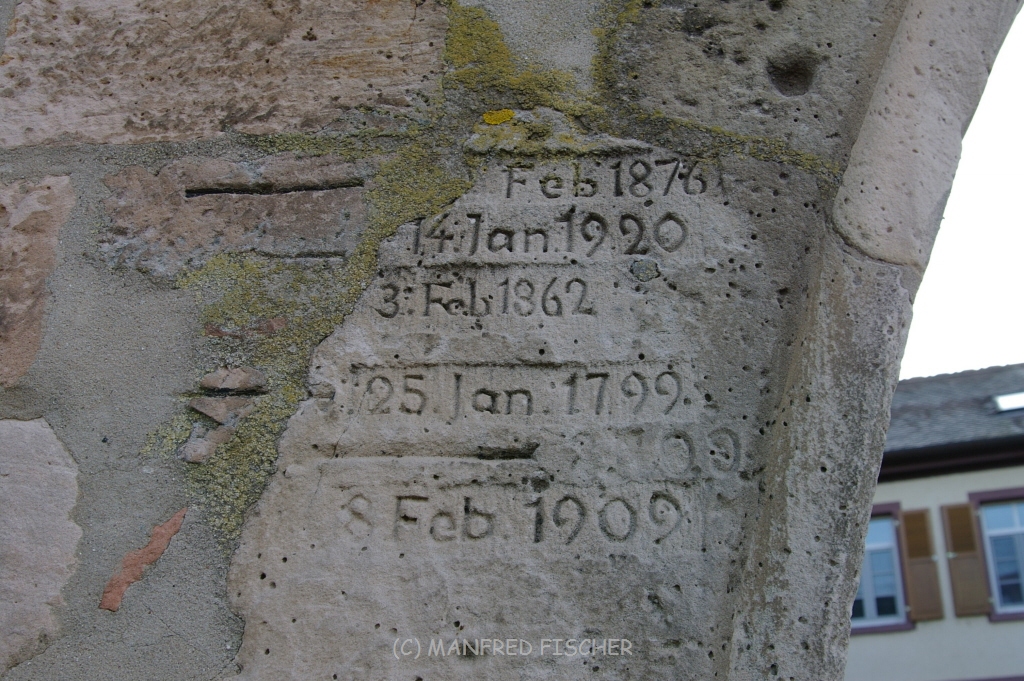 Feb 1876
14 Jan 1920
3. Feb 1862
25. Jan. 1799.
8 Feb. 1909
(C) MANFRED FISCHER